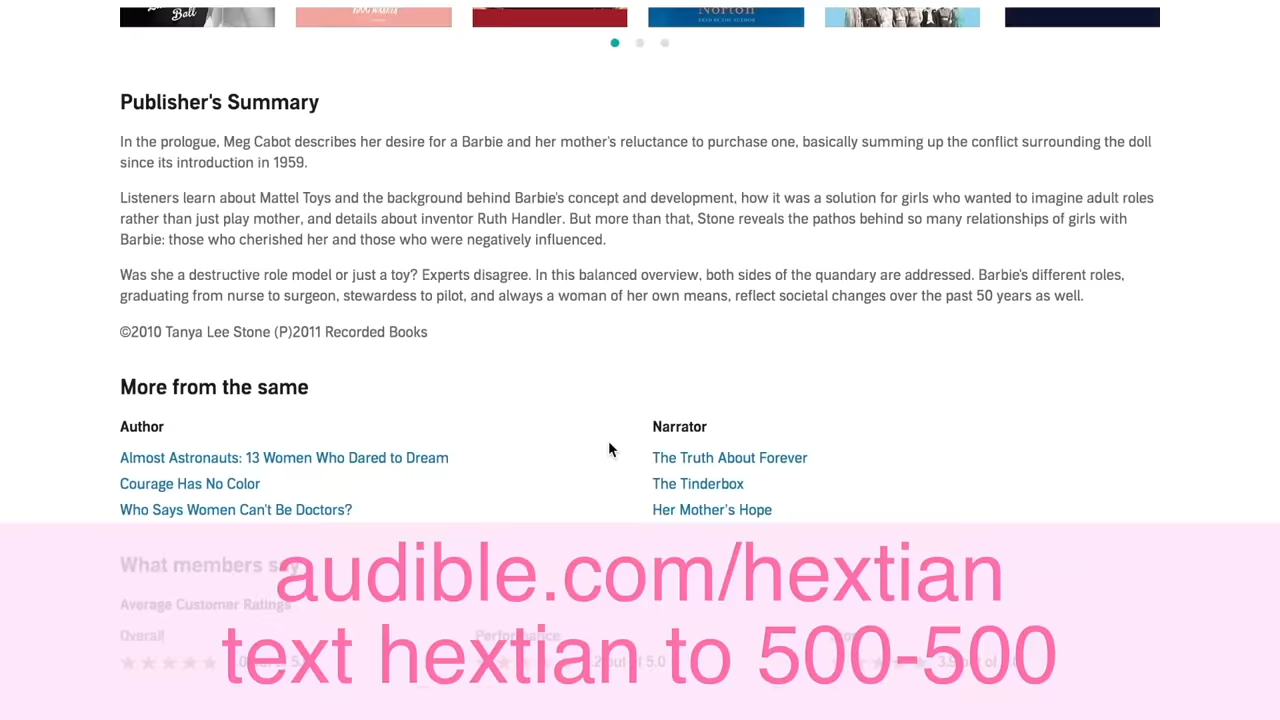 Ball
Norton
READ BY THE AUTHOR
Publisher's Summary
In the prologue, Meg Cabot describes her desire for a Barbie and her mother's reluctance to purchase one, basically summing up the conflict surrounding the doll
since its introduction in 1959.
Listeners learn about Mattel Toys and the background behind Barbie's concept and development, how it was a solution for girls who wanted to imagine adult roles
rather than just play mother, and details about inventor Ruth Handler. But more than that, Stone reveals the pathos behind so many relationships of girls with
Barbie: those who cherished her and those who were negatively influenced.
Was she a destructive role model or just a toy? Experts disagree. In this balanced overview, both sides of the quandary are addressed. Barbie's different roles,
graduating from nurse to surgeon, stewardess to pilot, and always a woman of her own means, reflect societal changes over the past 50 years as well.
©2010 Tanya Lee Stone (P)2011 Recorded Books
More from the same
Author
Narrator
Almost Astronauts: 13 Women Who Dared to Dream
The Truth About Forever
Courage Has No Color
The Tinderbox
Who Says Women Can't Be Doctors?
Her Mother's Hope
What members say
audible.com/hextian
Average Customer Ratings
Overall
Performance
text hextian to 500-500